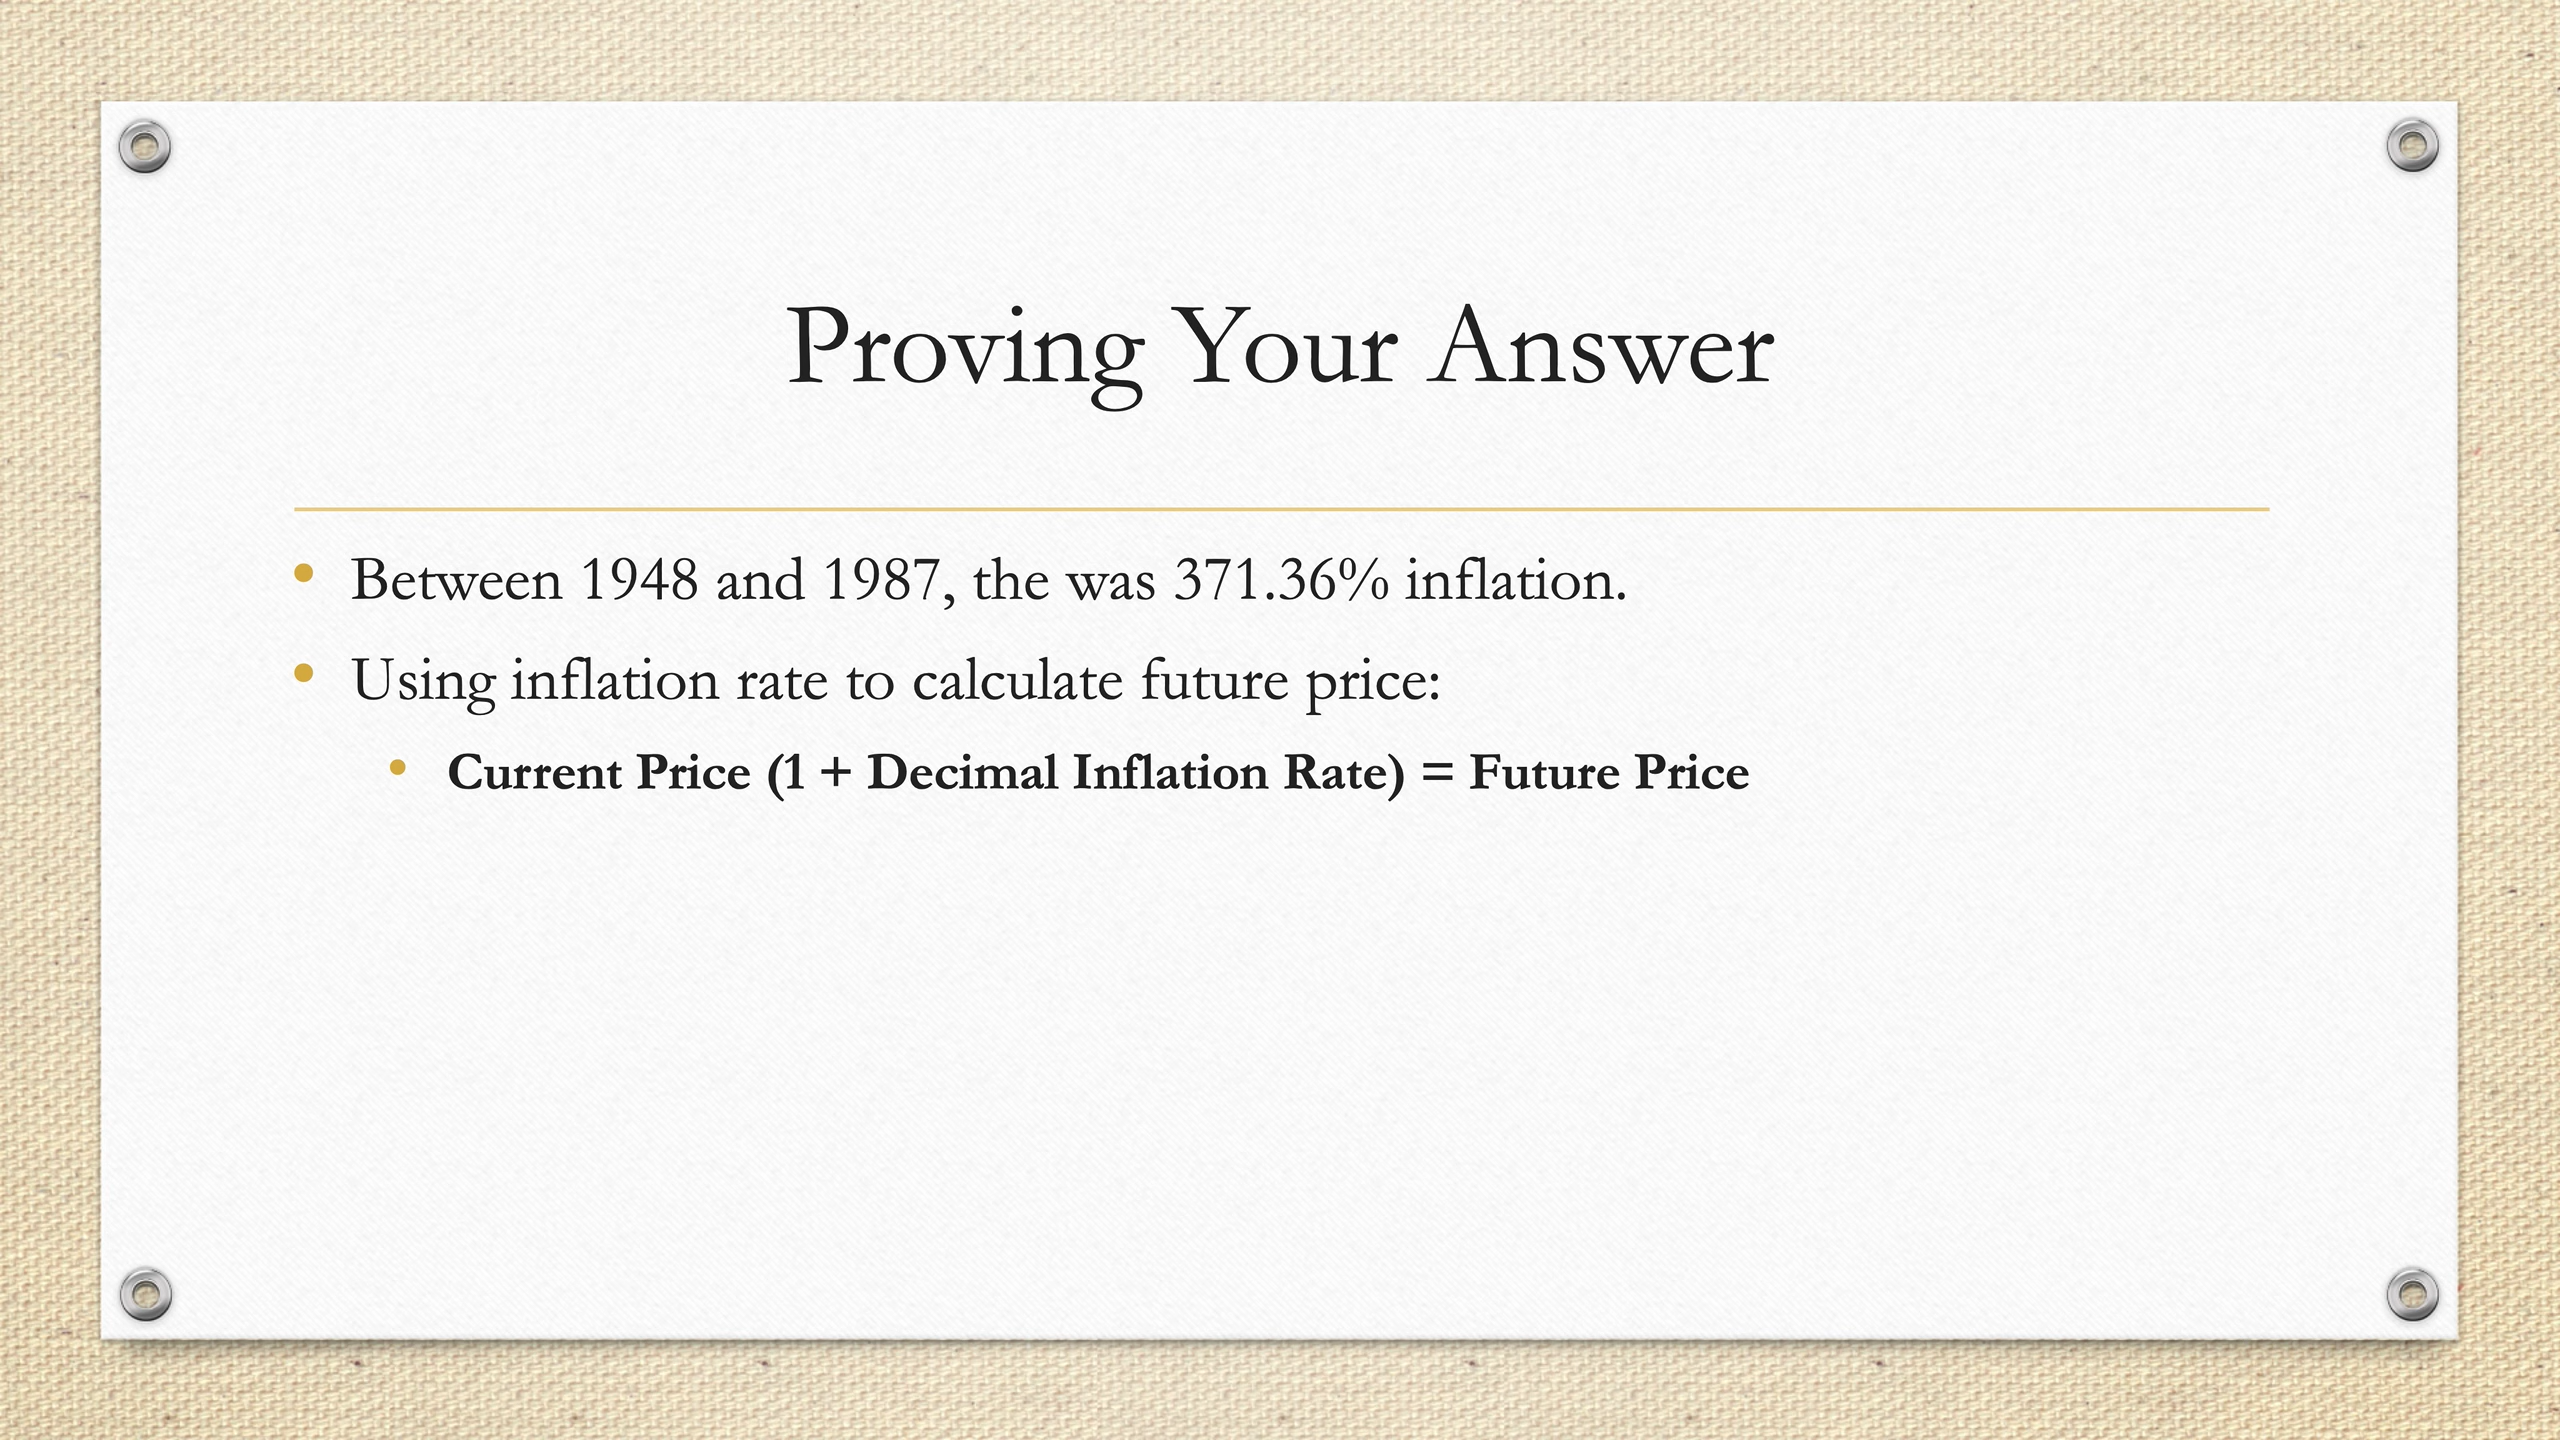 Proving Your Answer
Between 1948 and 1987, the was 371.36% inflation.
Using inflation rate to calculate future price:
Current Price (1 + Decimal Inflation Rate) = Future Price